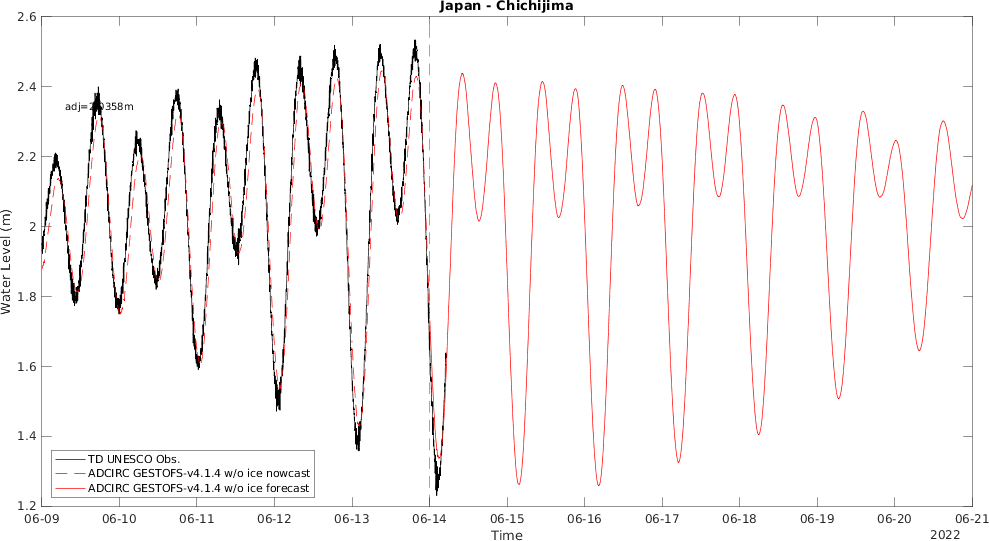 Japan - Chichijima
2.6
2.4
2.2
2
1.8
1.6
1.4
1.2
Water Level (m)
adj=2.0358m
TD UNESCO Obs.
ADCIRC GESTOFS-v4.1.4 w/o ice nowcast
ADCIRC GESTOFS-v4.1.4 w/o ice forecast
06-09 06-10 06-11 06-12 06-13 06-14 06-15 06-16 06-17 06-18 06-19 06-20 06-21
Time
2022